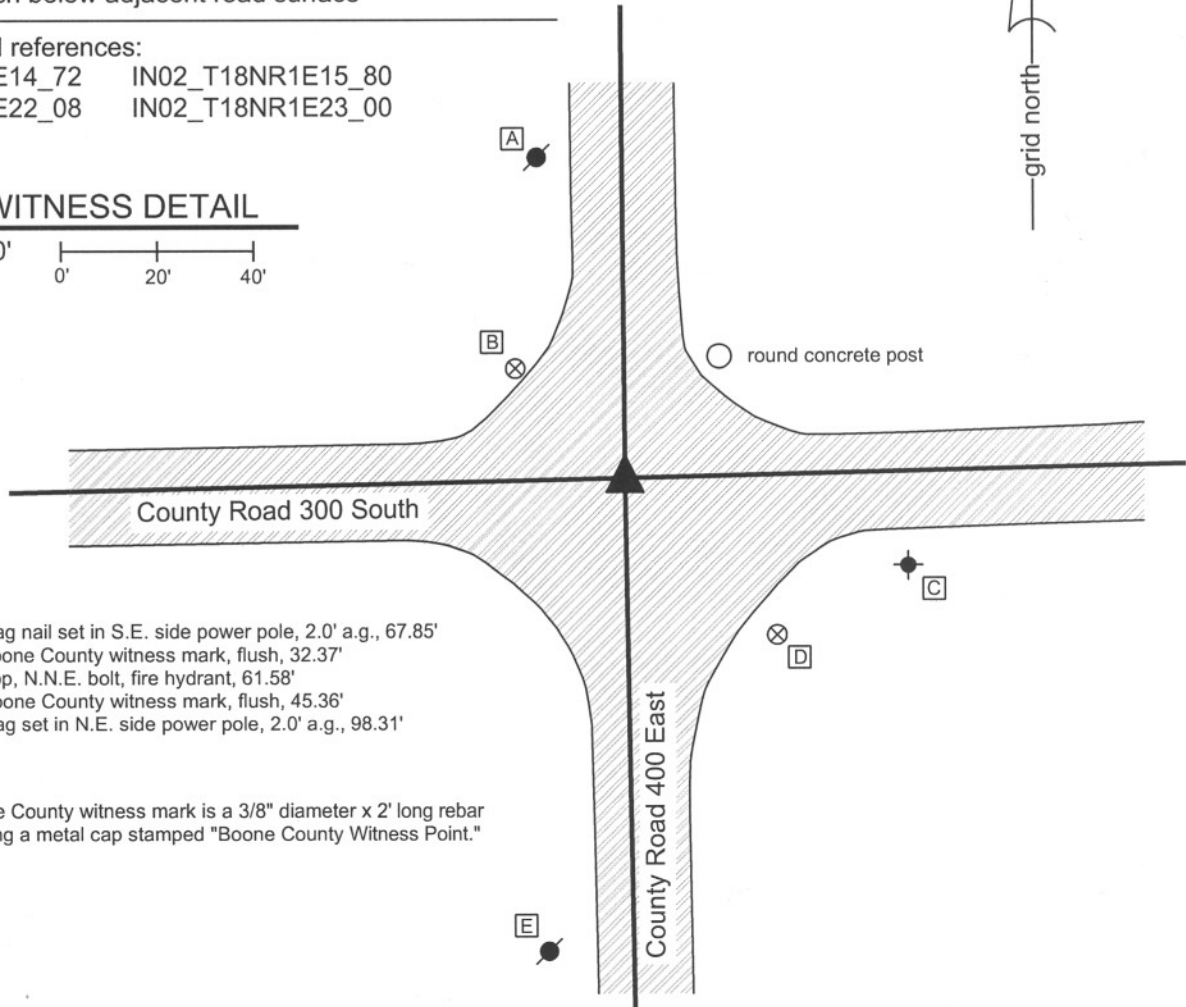 references:
E14_72 IN02_T18NR1E15_80
E22_08 IN02_T18NR1E23_00
WITNESS DETAIL
0' 20' 40'
grid north
A
B
round concrete post
County Road 300 South
C
D
ag nail set in S.E. side power pole, 2.0' a.g., 67.85'
oone County witness mark, flush, 32.37'
op, N.N.E. bolt, fire hydrant, 61.58'
oone County witness mark, flush, 45.36'
ag set in N.E. side power pole, 2.0' a.g., 98.31'
County Road 400 East
e County witness mark is a 3/8" diameter x 2' long rebar
ng a metal cap stamped "Boone County Witness Point."
E